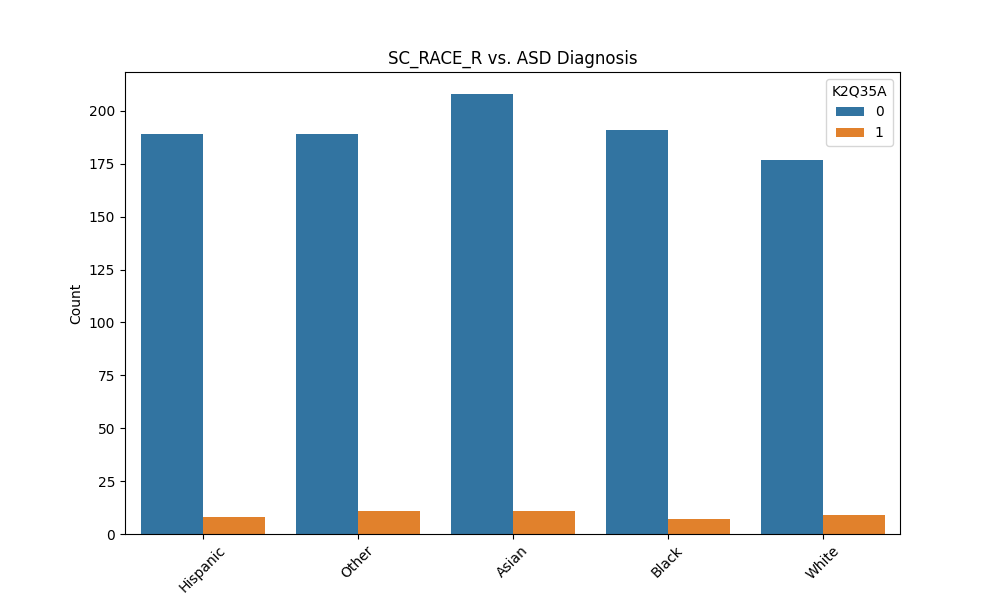 SC_RACE_R vs. ASD Diagnosis
K2Q35A
0
1
Count
200
175
150
125
100
75
50
25
0
Hispanic
Other
Asian
Black
White